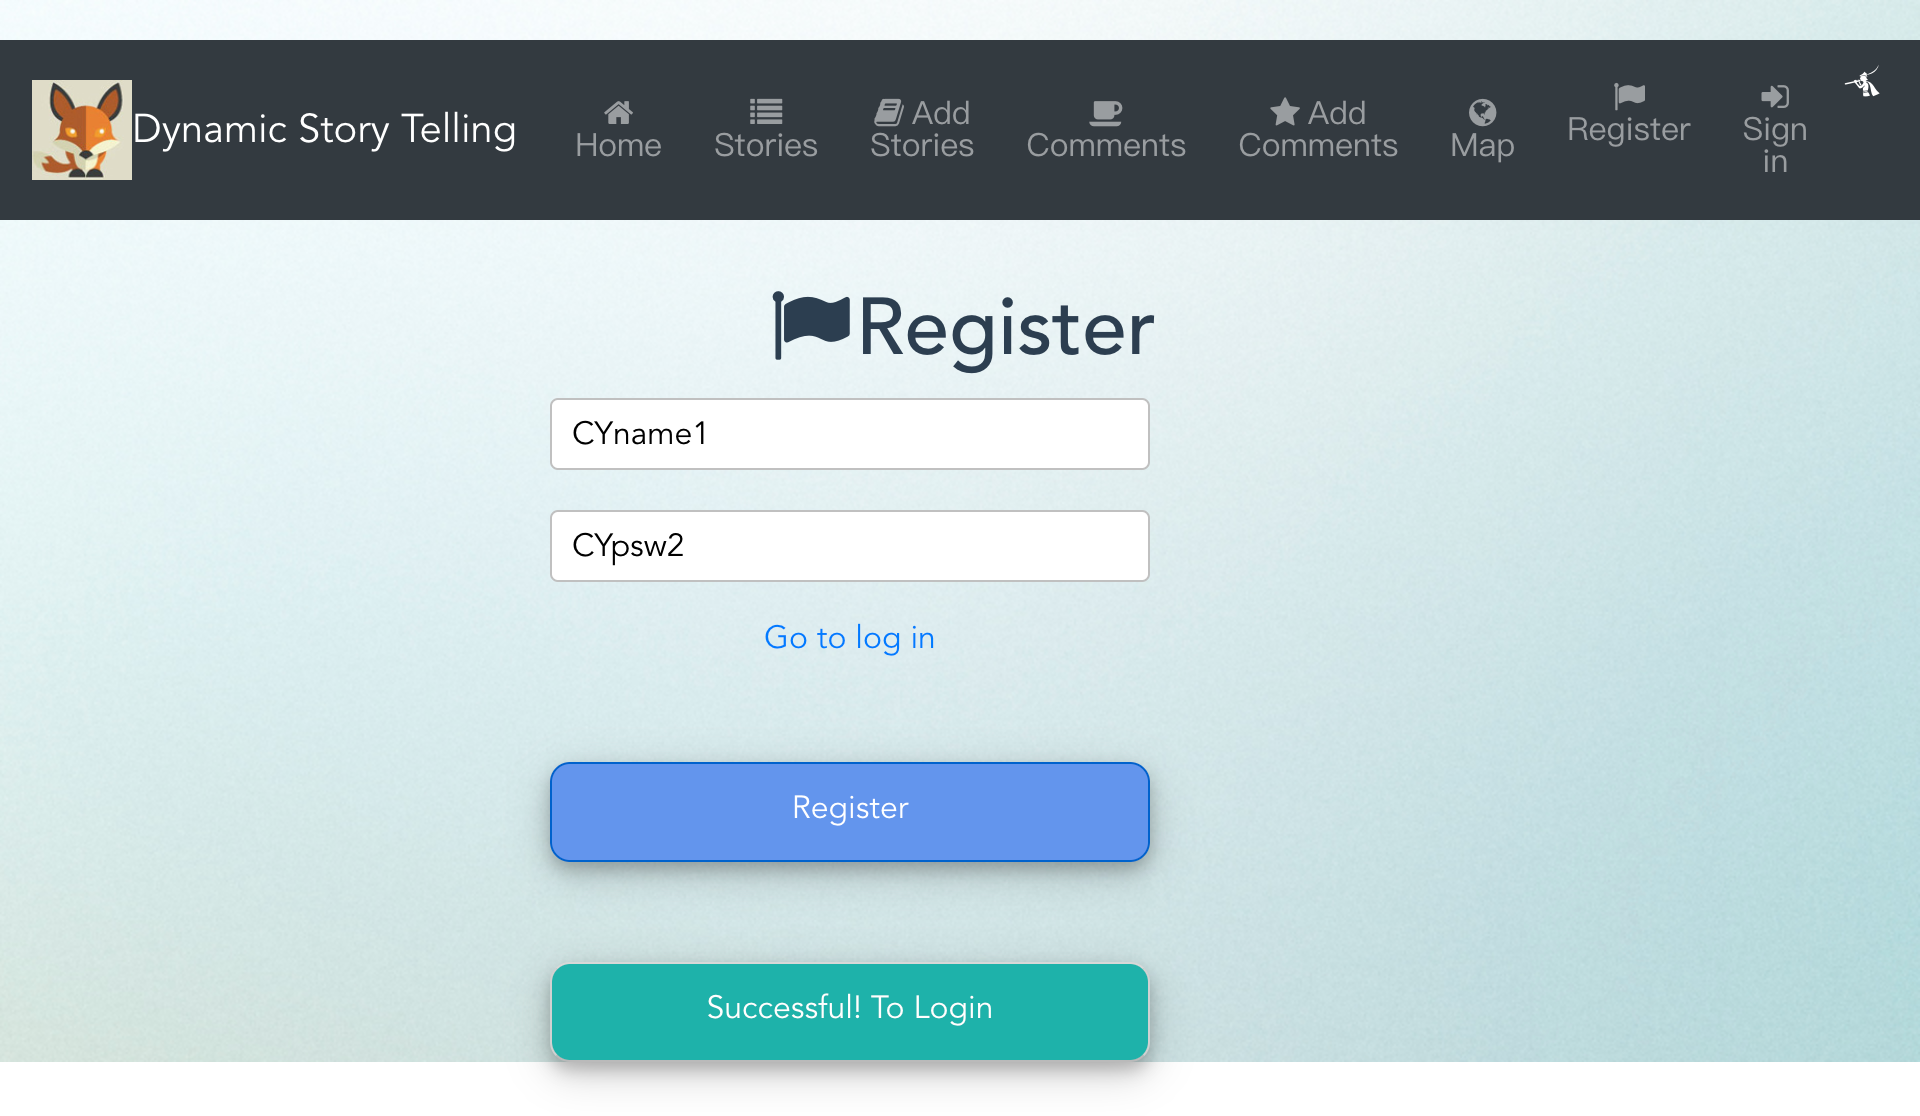 Dynamic Story Telling
Home
Stories
Add
Stories
Comments
Add
Comments
Map
Register
Sign
in
Register
CYname1
CYpsw2
Go to log in
Register
Successful! To Login